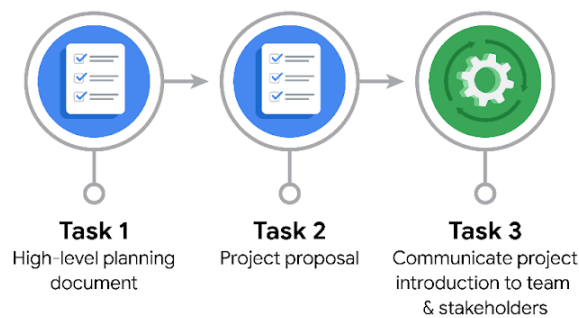 Task 1
High-level planning
document
Task 2
Project proposal
Task 3
Communicate project
introduction to team
& stakeholders